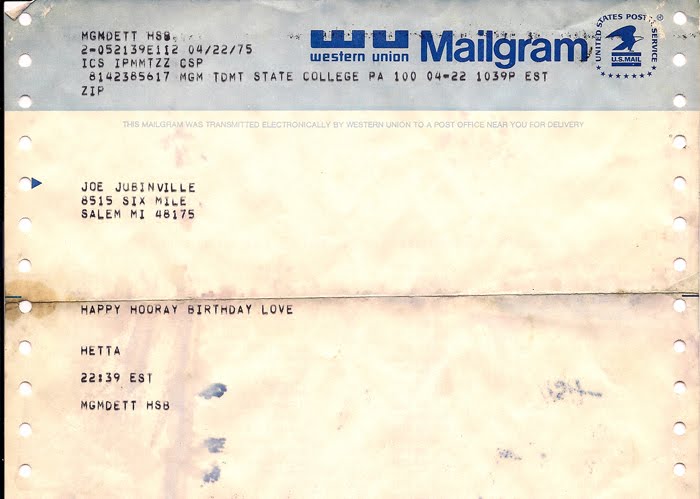 MGMDETT HSB
2-052139E112 04/22/75
ICS IPMMTZZ CSP
8142385617 MGM TDMT STATE COLLEGE PA 100 04-22 1039P EST
ZIP
western union Mailgram
UNITED STATES POSTAL SERVICE
U.S.MAIL
®
THIS MAILGRAM WAS TRANSMITTED ELECTRONICALLY BY WESTERN UNION TO A POST OFFICE NEAR YOU FOR DELIVERY
JOE JUBINVILLE
8515 SIX MILE
SALEM MI 48175
HAPPY HOORAY BIRTHDAY LOVE
HETTA
22:39 EST
MGMDETT HSB